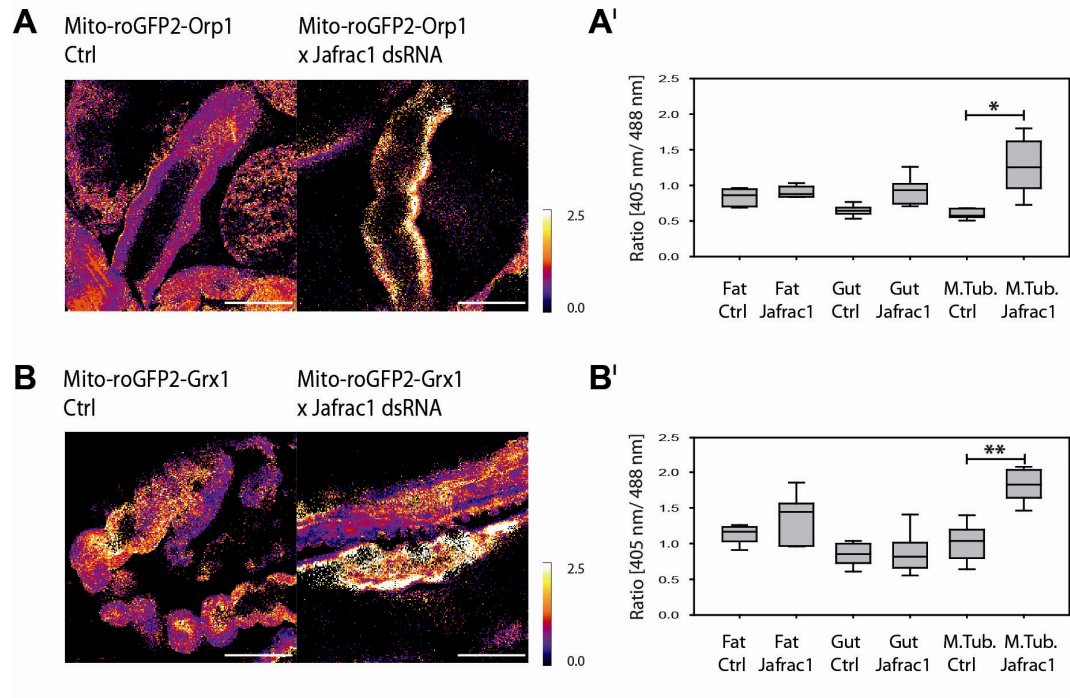 A
Mito-roGFP2-Orp1
Ctrl
Mito-roGFP2-Orp1
x Jafrac1 dsRNA
2.5
0.0
A'
Ratio [405 nm/ 488 nm]
2.5
2.0
1.5
1.0
0.5
0.0
*
Fat
Ctrl
Fat
Jafrac1
Gut
Ctrl
Gut
Jafrac1
M.Tub.
Ctrl
M.Tub.
Jafrac1
B
Mito-roGFP2-Grx1
Ctrl
Mito-roGFP2-Grx1
x Jafrac1 dsRNA
2.5
0.0
B'
Ratio [405 nm/ 488 nm]
2.5
2.0
1.5
1.0
0.5
0.0
**
Fat
Ctrl
Fat
Jafrac1
Gut
Ctrl
Gut
Jafrac1
M.Tub.
Ctrl
M.Tub.
Jafrac1